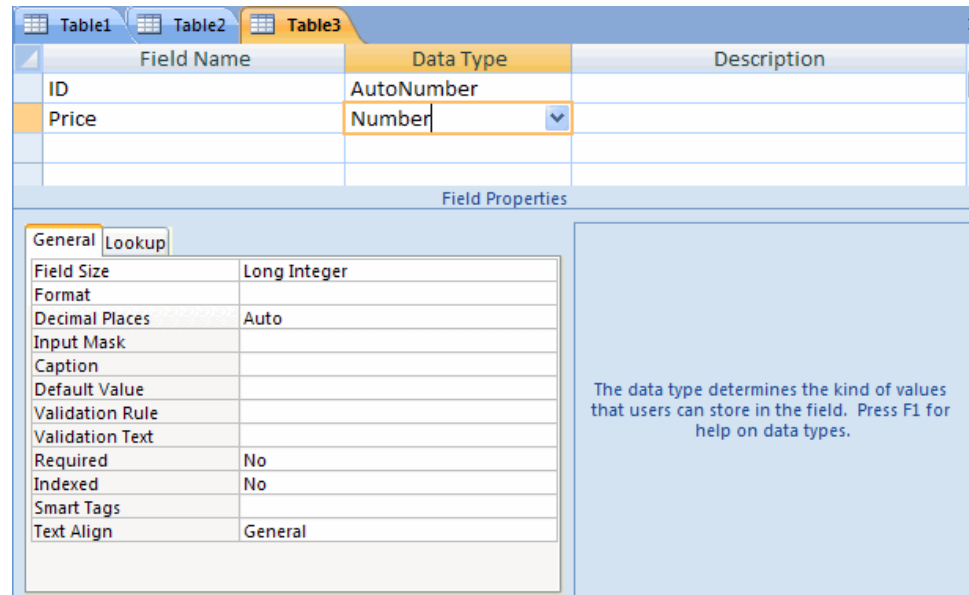 Table1 Table2 Table3
Field Name Data Type Description
ID AutoNumber
Price Number
Field Properties
General Lookup
Field Size Long Integer
Format
Decimal Places Auto
Input Mask
Caption
Default Value
Validation Rule
Validation Text
Required No
Indexed No
Smart Tags
Text Align General
The data type determines the kind of values
that users can store in the field. Press F1 for
help on data types.